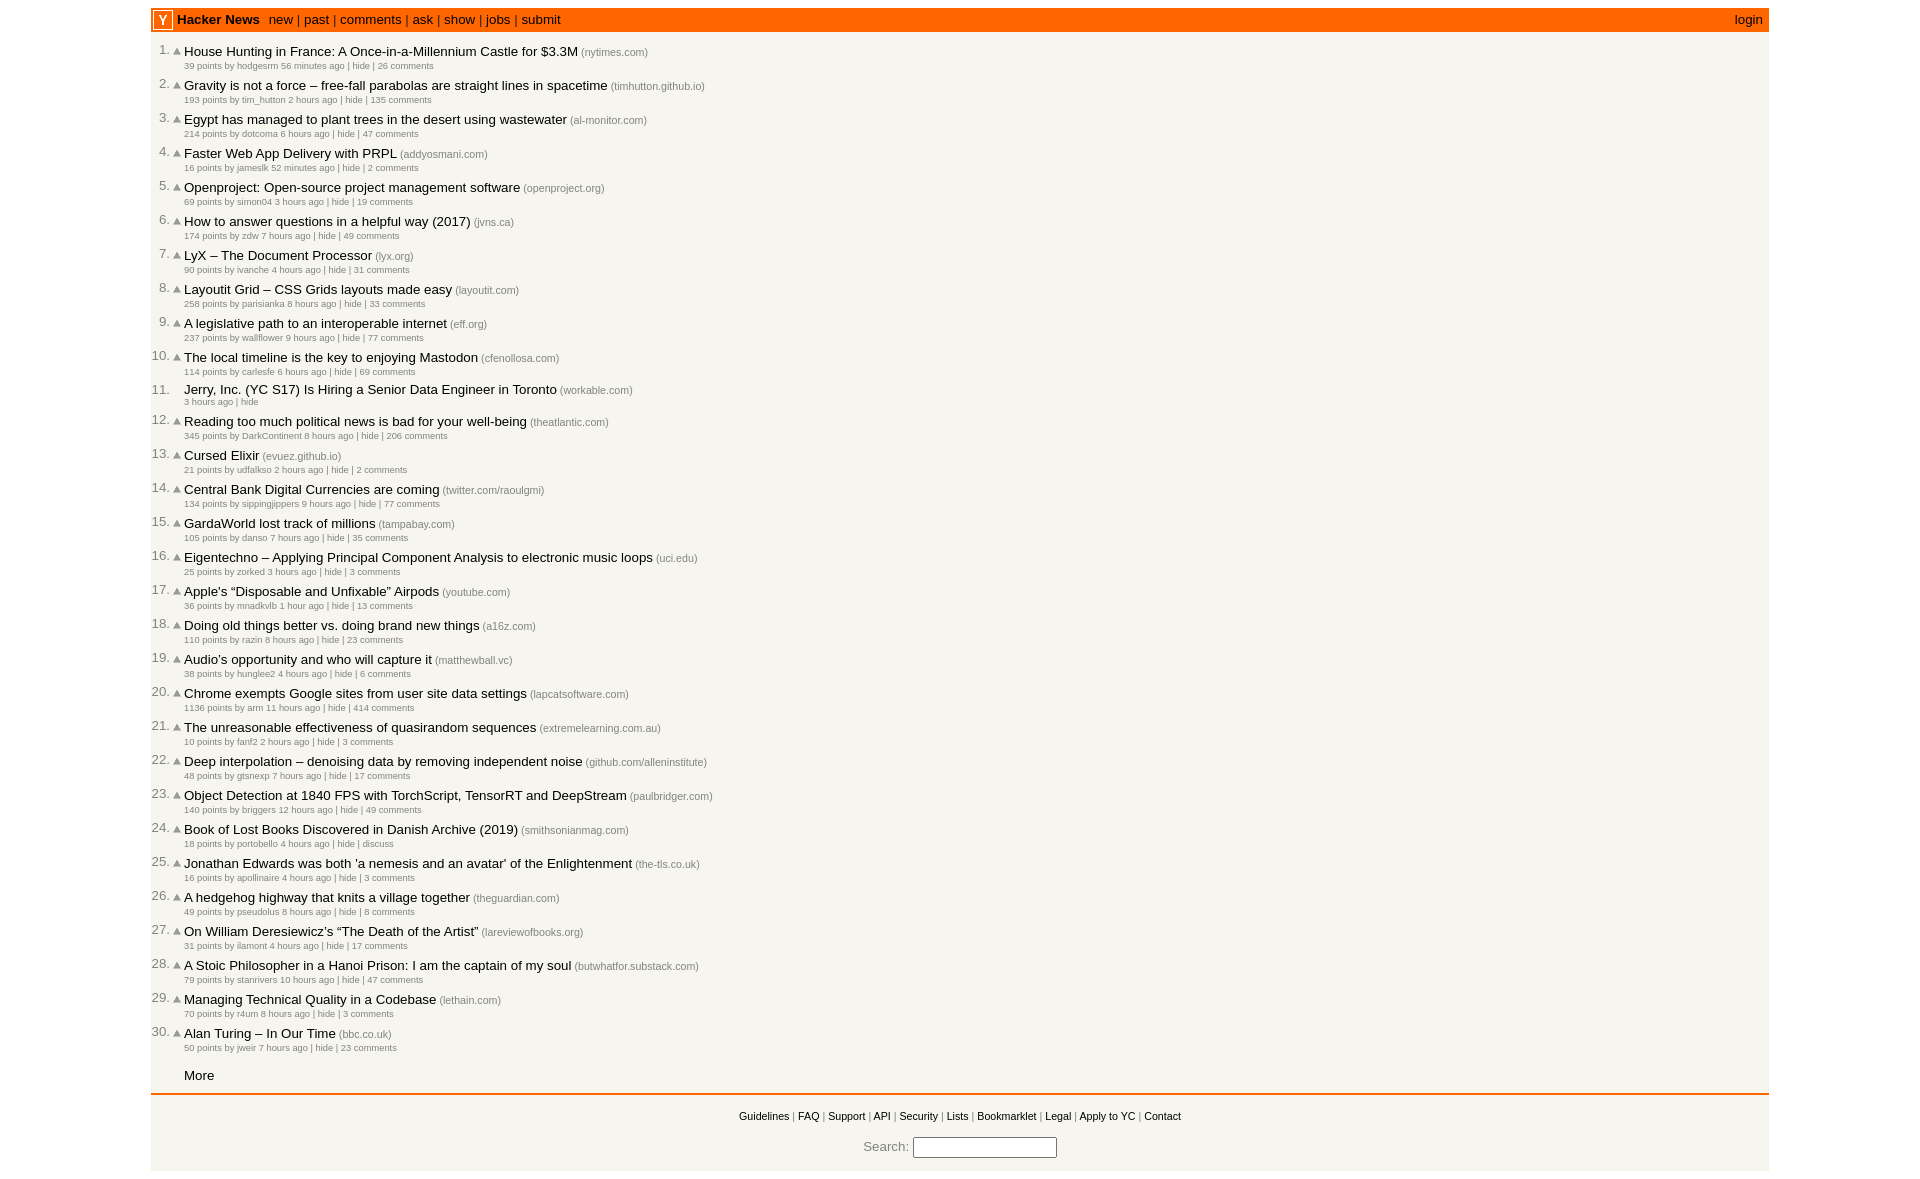 Y Hacker News new | past | comments | ask | show | jobs | submit login
1. House Hunting in France: A Once-in-a-Millennium Castle for $3.3M (nytimes.com)
39 points by hodgesrm 56 minutes ago | hide | 26 comments
2. Gravity is not a force – free-fall parabolas are straight lines in spacetime (timhutton.github.io)
193 points by tim_hutton 2 hours ago | hide | 135 comments
3. Egypt has managed to plant trees in the desert using wastewater (al-monitor.com)
214 points by dotcoma 6 hours ago | hide | 47 comments
4. Faster Web App Delivery with PRPL (addyosmani.com)
16 points by jameslk 52 minutes ago | hide | 2 comments
5. Openproject: Open-source project management software (openproject.org)
69 points by simon04 3 hours ago | hide | 19 comments
6. How to answer questions in a helpful way (2017) (jvns.ca)
174 points by zdw 7 hours ago | hide | 49 comments
7. LyX – The Document Processor (lyx.org)
90 points by ivanche 4 hours ago | hide | 31 comments
8. Layoutit Grid – CSS Grids layouts made easy (layoutit.com)
258 points by parisianka 8 hours ago | hide | 33 comments
9. A legislative path to an interoperable internet (eff.org)
237 points by wallflower 9 hours ago | hide | 77 comments
10. The local timeline is the key to enjoying Mastodon (cfenollosa.com)
114 points by carlesfe 6 hours ago | hide | 69 comments
11. Jerry, Inc. (YC S17) Is Hiring a Senior Data Engineer in Toronto (workable.com)
3 hours ago | hide
12. Reading too much political news is bad for your well-being (theatlantic.com)
345 points by DarkContinent 8 hours ago | hide | 206 comments
13. Cursed Elixir (evuez.github.io)
21 points by udfalkso 2 hours ago | hide | 2 comments
14. Central Bank Digital Currencies are coming (twitter.com/raoulgmi)
134 points by sippingjippers 9 hours ago | hide | 77 comments
15. GardaWorld lost track of millions (tampabay.com)
105 points by danso 7 hours ago | hide | 35 comments
16. Eigentechno – Applying Principal Component Analysis to electronic music loops (uci.edu)
25 points by zorked 3 hours ago | hide | 3 comments
17. Apple's “Disposable and Unfixable” Airpods (youtube.com)
36 points by mnadkvlb 1 hour ago | hide | 13 comments
18. Doing old things better vs. doing brand new things (a16z.com)
110 points by razin 8 hours ago | hide | 23 comments
19. Audio’s opportunity and who will capture it (matthewball.vc)
38 points by hunglee2 4 hours ago | hide | 6 comments
20. Chrome exempts Google sites from user site data settings (lapcatsoftware.com)
1136 points by arm 11 hours ago | hide | 414 comments
21. The unreasonable effectiveness of quasirandom sequences (extremelearning.com.au)
10 points by fanf2 2 hours ago | hide | 3 comments
22. Deep interpolation – denoising data by removing independent noise (github.com/alleninstitute)
48 points by gtsnexp 7 hours ago | hide | 17 comments
23. Object Detection at 1840 FPS with TorchScript, TensorRT and DeepStream (paulbridger.com)
140 points by briggers 12 hours ago | hide | 49 comments
24. Book of Lost Books Discovered in Danish Archive (2019) (smithsonianmag.com)
18 points by portobello 4 hours ago | hide | discuss
25. Jonathan Edwards was both 'a nemesis and an avatar' of the Enlightenment (the-tls.co.uk)
16 points by apollinaire 4 hours ago | hide | 3 comments
26. A hedgehog highway that knits a village together (theguardian.com)
49 points by pseudolus 8 hours ago | hide | 8 comments
27. On William Deresiewicz’s “The Death of the Artist” (lareviewofbooks.org)
31 points by ilamont 4 hours ago | hide | 17 comments
28. A Stoic Philosopher in a Hanoi Prison: I am the captain of my soul (butwhatfor.substack.com)
79 points by stanrivers 10 hours ago | hide | 47 comments
29. Managing Technical Quality in a Codebase (lethain.com)
70 points by r4um 8 hours ago | hide | 3 comments
30. Alan Turing – In Our Time (bbc.co.uk)
50 points by jweir 7 hours ago | hide | 23 comments
More
Guidelines | FAQ | Support | API | Security | Lists | Bookmarklet | Legal | Apply to YC | Contact
Search: